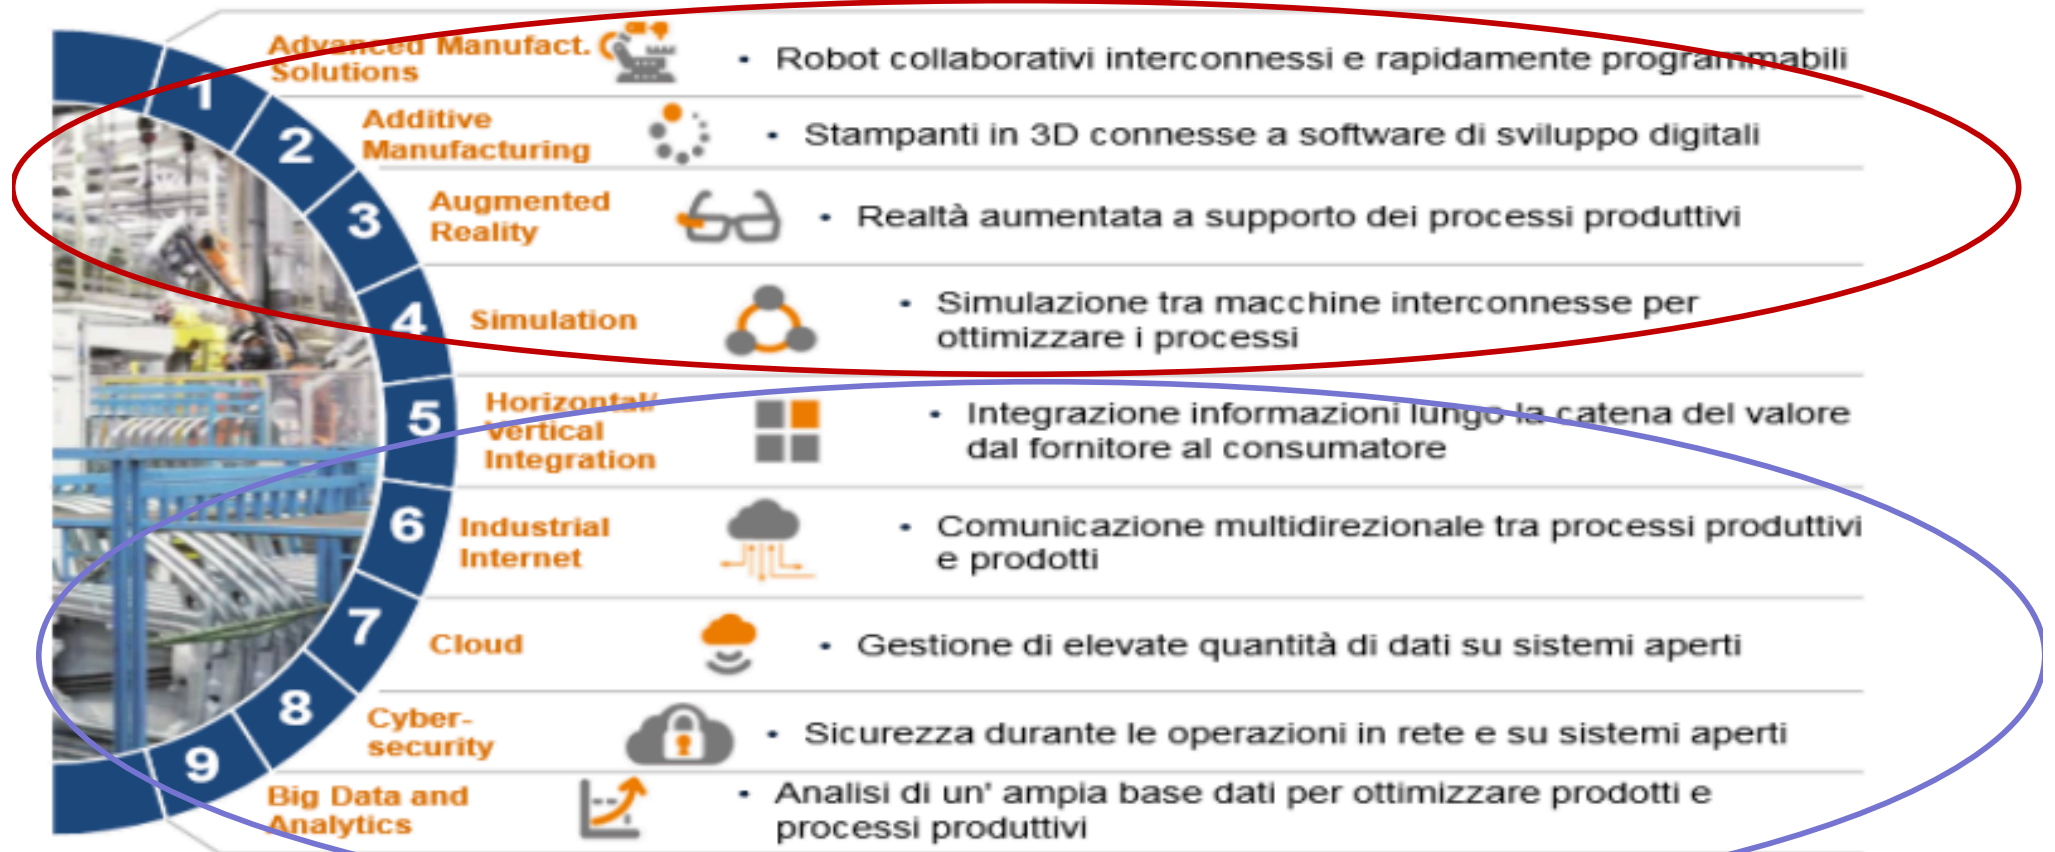 1
Advanced Manufact.
Solutions
• Robot collaborativi interconnessi e rapidamente programmabili
2
Additive
Manufacturing
• Stampanti in 3D connesse a software di sviluppo digitali
3
Augmented
Reality
• Realtà aumentata a supporto dei processi produttivi
4
Simulation
• Simulazione tra macchine interconnesse per
ottimizzare i processi
5
Horizontal/
Vertical
Integration
• Integrazione informazioni lungo la catena del valore
dal fornitore al consumatore
6
Industrial
Internet
• Comunicazione multidirezionale tra processi produttivi
e prodotti
7
Cloud
• Gestione di elevate quantità di dati su sistemi aperti
8
Cyber-
security
• Sicurezza durante le operazioni in rete e su sistemi aperti
9
Big Data and
Analytics
• Analisi di un' ampia base dati per ottimizzare prodotti e
processi produttivi